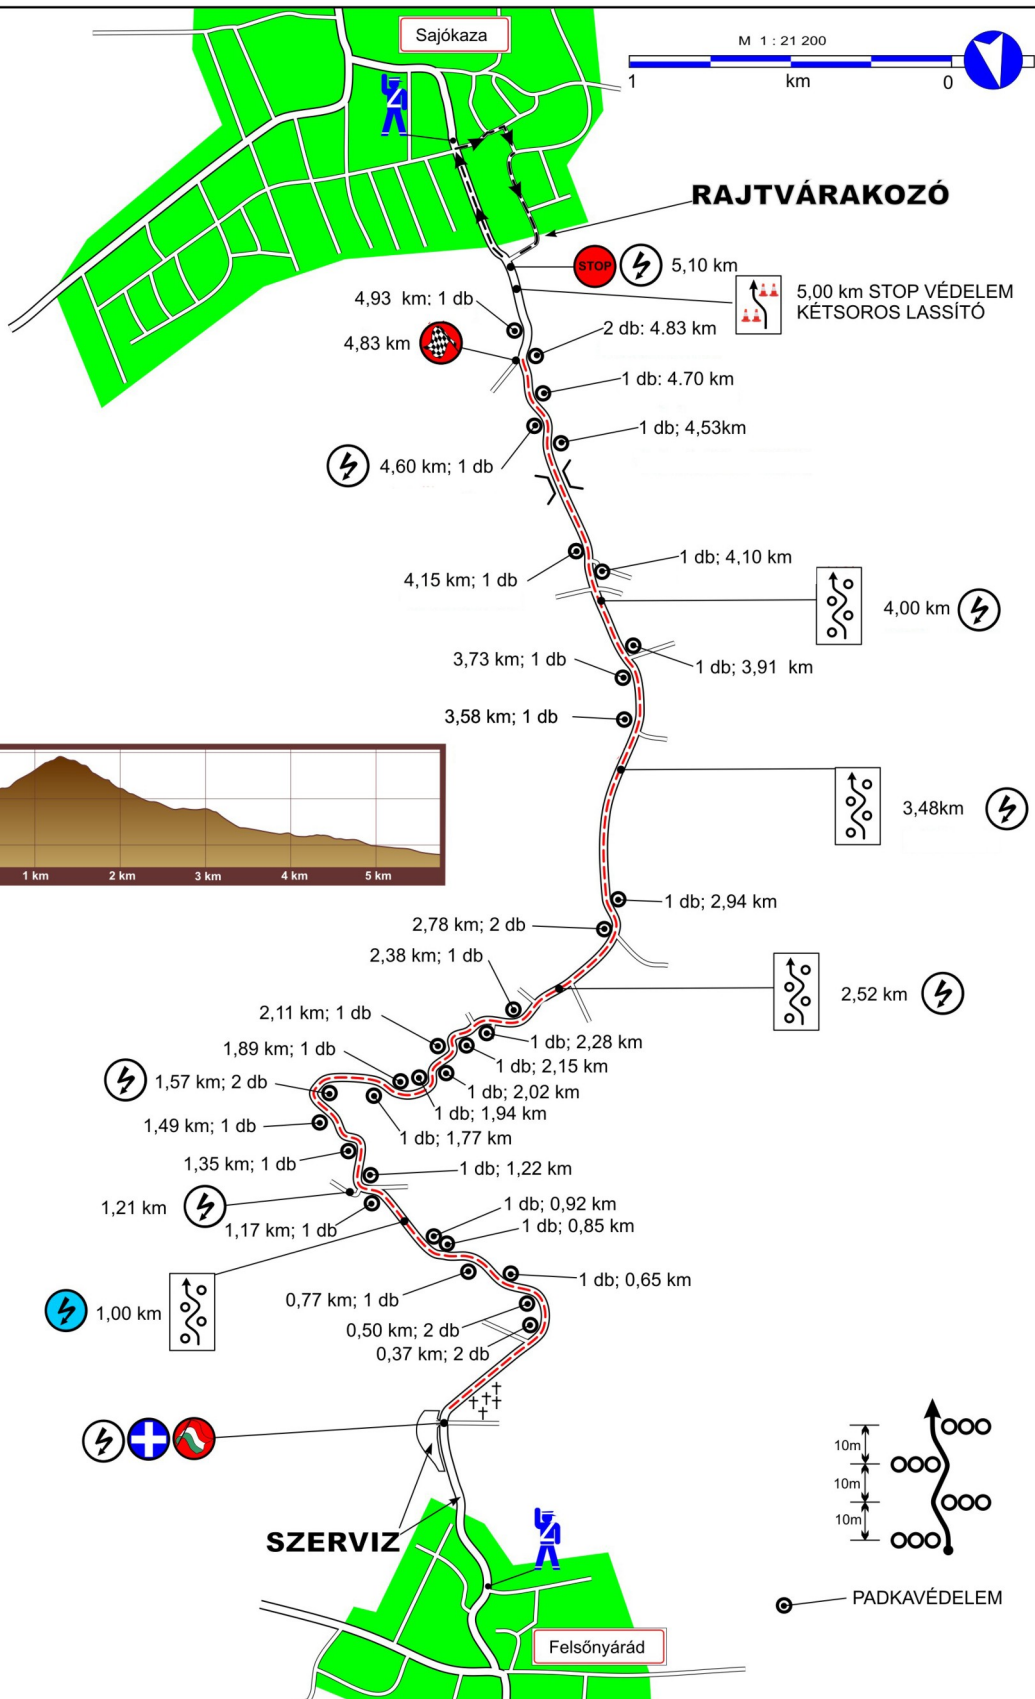 Sajókaza
M 1 : 21 200
1 km 0
RAJTVÁRAKOZÓ
STOP 5,10 km
5,00 km STOP VÉDELEM
KÉTSOROS LASSÍTÓ
4,93 km: 1 db
2 db: 4.83 km
4,83 km
1 db: 4.70 km
1 db; 4,53km
4,60 km; 1 db
1 db; 4,10 km
4,15 km; 1 db
4,00 km
3,73 km; 1 db
1 db; 3,91 km
3,58 km; 1 db
3,48km
1 km 2 km 3 km 4 km 5 km
1 db; 2,94 km
2,78 km; 2 db
2,38 km; 1 db
2,52 km
2,11 km; 1 db
1 db; 2,28 km
1,89 km; 1 db
1 db; 2,15 km
1,57 km; 2 db
1 db; 2,02 km
1 db; 1,94 km
1,49 km; 1 db
1 db; 1,77 km
1,35 km; 1 db
1 db; 1,22 km
1,21 km
1 db; 0,92 km
1,17 km; 1 db
1 db; 0,85 km
1 db; 0,65 km
0,77 km; 1 db
1,00 km
0,50 km; 2 db
0,37 km; 2 db
10m
10m
10m
SZERVIZ
PADKAVÉDELEM
Felsőnyárád